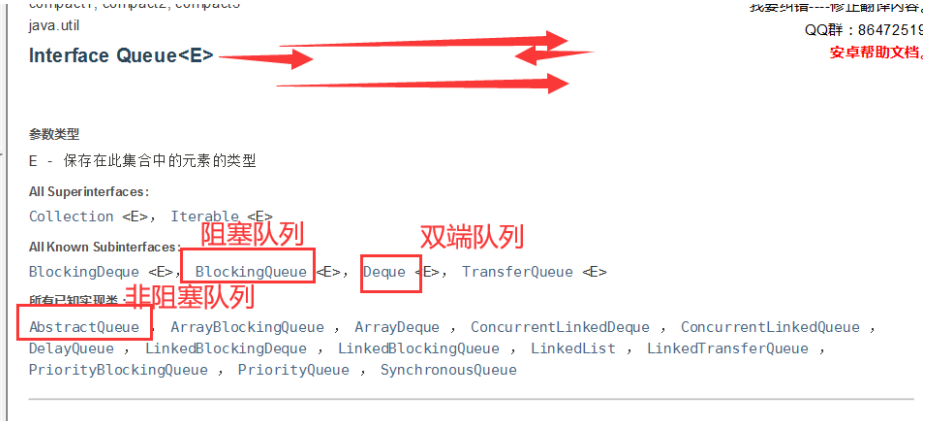 compact1, compact2, compact3
我要纠错----修正翻译内容。
java.util
QQ群：86472519
Interface Queue<E>
安卓帮助文档。
参数类型
E - 保存在此集合中的元素的类型
All Superinterfaces:
Collection <E>， Iterable <E>
阻塞队列
双端队列
All Known Subinterfaces:
BlockingDeque <E>， BlockingQueue <E>， Deque <E>， TransferQueue <E>
所有已知实现类：
非阻塞队列
AbstractQueue ， ArrayBlockingQueue ， ArrayDeque ， ConcurrentLinkedDeque ， ConcurrentLinkedQueue ，
DelayQueue ， LinkedBlockingDeque ， LinkedBlockingQueue ， LinkedList ， LinkedTransferQueue ，
PriorityBlockingQueue ， PriorityQueue ， SynchronousQueue